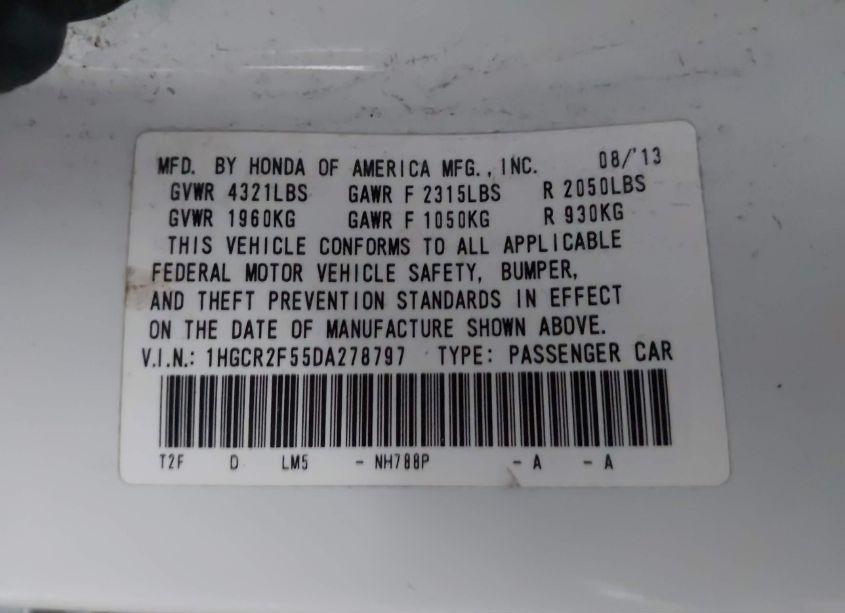 MFD. BY HONDA OF AMERICA MFG., INC. 08/'13
GVWR 4321LBS GAWR F 2315LBS R 2050LBS
GVWR 1960KG GAWR F 1050KG R 930KG
THIS VEHICLE CONFORMS TO ALL APPLICABLE
FEDERAL MOTOR VEHICLE SAFETY, BUMPER,
AND THEFT PREVENTION STANDARDS IN EFFECT
ON THE DATE OF MANUFACTURE SHOWN ABOVE.
V.I.N.: 1HGCR2F55DA278797 TYPE: PASSENGER CAR
T2F D LM5 - NH788P - A - A